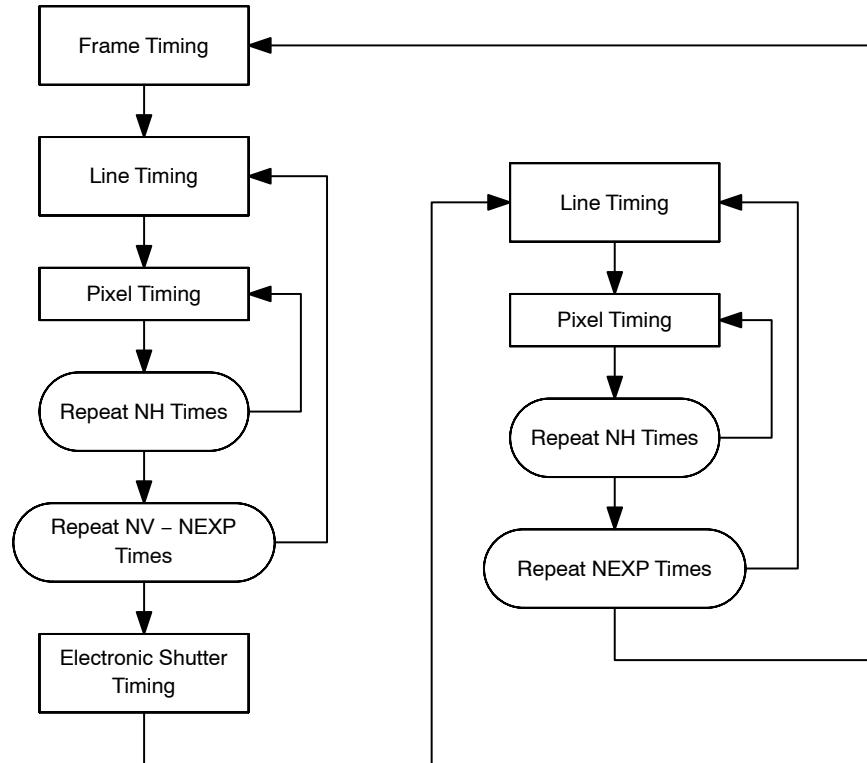 Frame Timing
Line Timing
Pixel Timing
Repeat NH Times
Repeat NV – NEXP
Times
Electronic Shutter
Timing
Line Timing
Pixel Timing
Repeat NH Times
Repeat NEXP Times